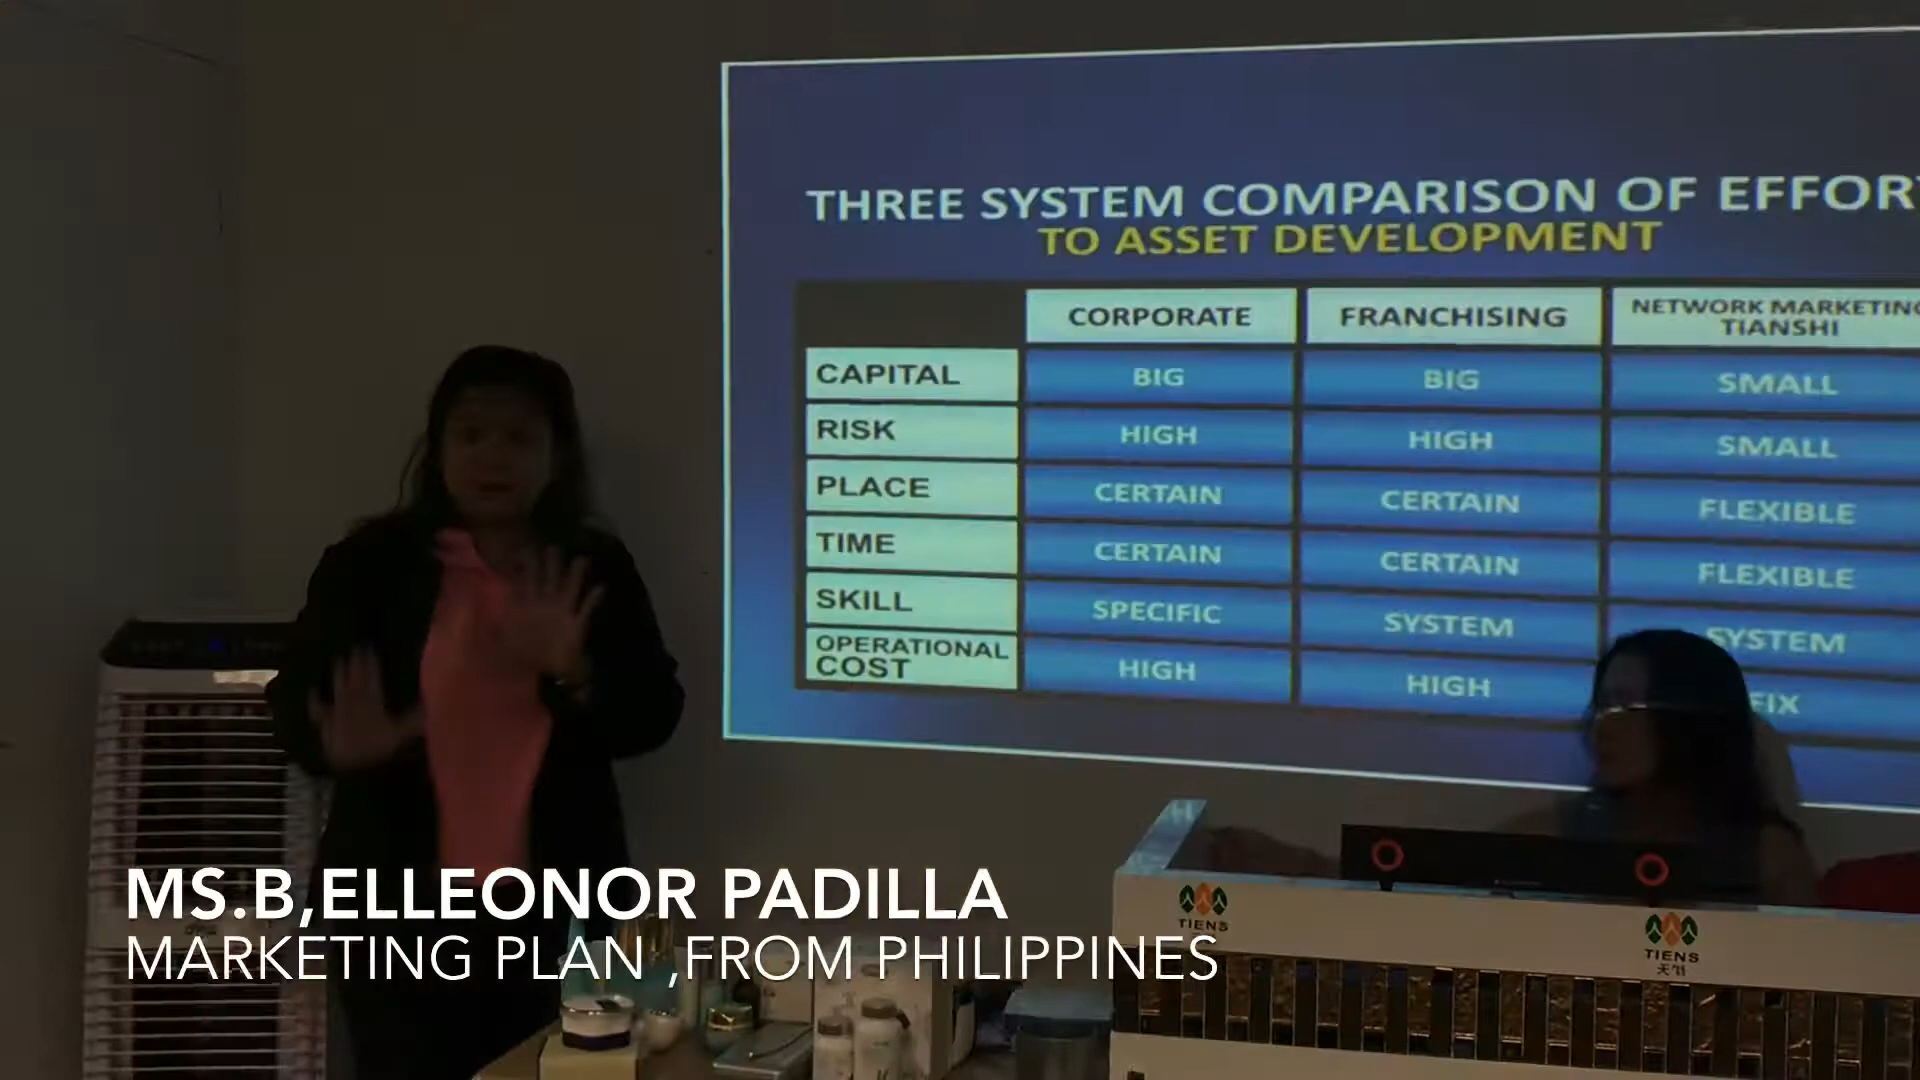 THREE SYSTEM COMPARISON OF EFFOR
TO ASSET DEVELOPMENT
CORPORATE FRANCHISING NETWORK MARKETING TIANSHI
CAPITAL BIG BIG SMALL
RISK HIGH HIGH SMALL
PLACE CERTAIN CERTAIN FLEXIBLE
TIME CERTAIN CERTAIN FLEXIBLE
SKILL SPECIFIC SYSTEM SYSTEM
OPERATIONAL COST HIGH HIGH FIX
MS.B,ELLEONOR PADILLA
MARKETING PLAN ,FROM PHILIPPINES
TIENS
TIENS
天狮